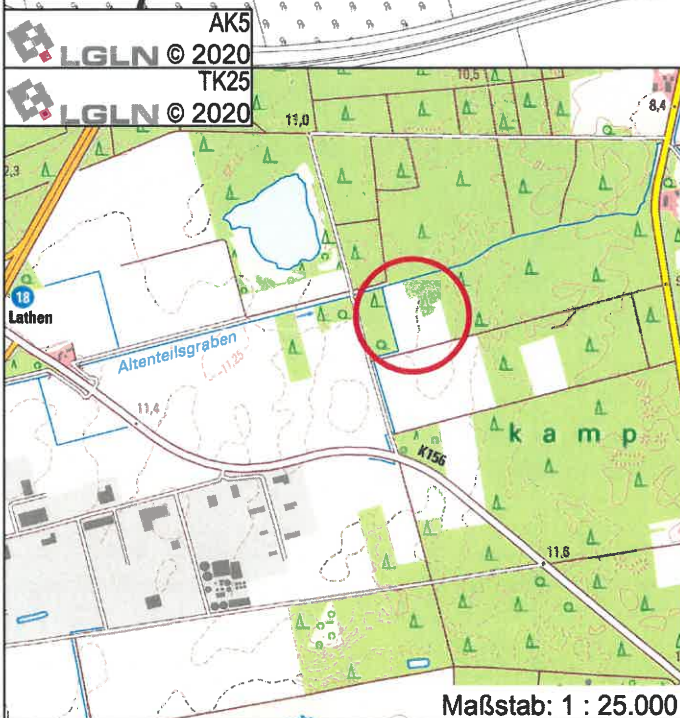 AK5
LGLN © 2020
TK25
LGLN © 2020
10,5
11,0
8,4
2,3
18
Lathen
Altenteilsgraben
11,25
11,4
K156
kamp
11,6
Maßstab: 1 : 25.000